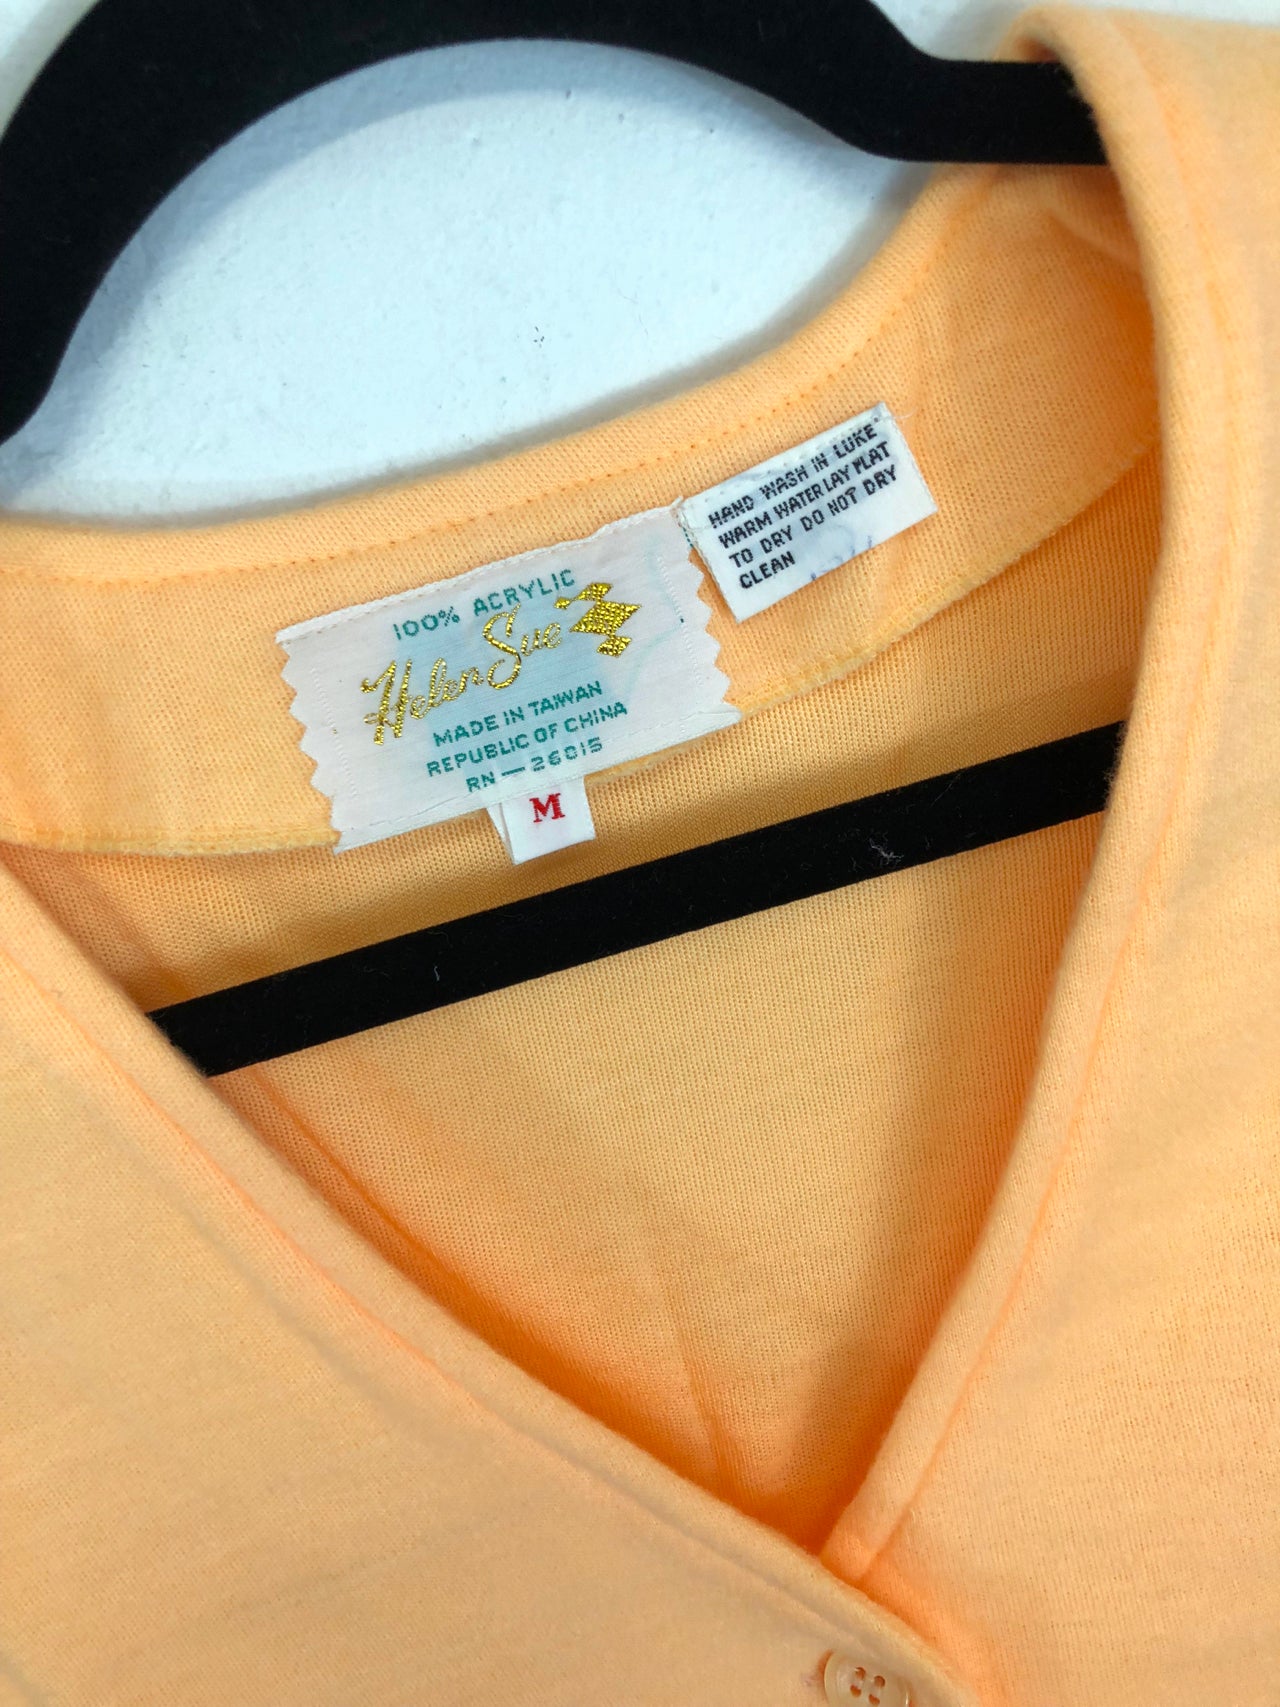 100% ACRYLIC
Helen Sue
MADE IN TAIWAN
REPUBLIC OF CHINA
RN — 26015
M
HAND WASH IN LUKE
WARM WATER LAY FLAT
TO DRY DO NOT DRY
CLEAN